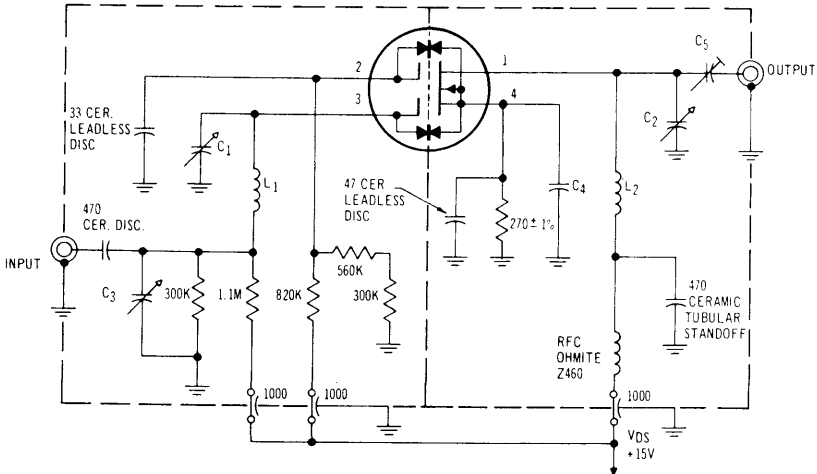 C5
1
OUTPUT
2
3
4
33 CER.
LEADLESS
DISC
C1
C2
L1
47 CER
LEADLESS
DISC
C4
L2
270± 1%
470
CER. DISC.
INPUT
C3
300K
1.1M
820K
560K
300K
470
CERAMIC
TUBULAR
STANDOFF
RFC
OHMITE
Z460
1000
1000
1000
VDS
+15V